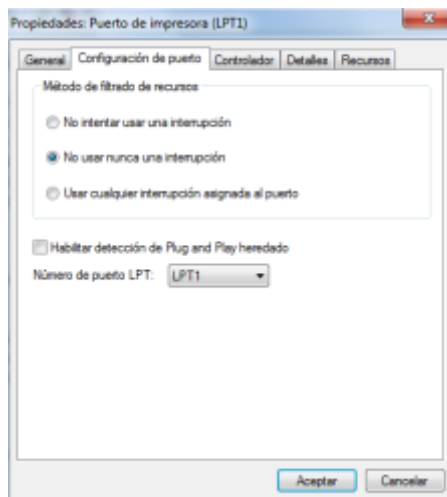 Propiedades: Puerto de impresora (LPT1)
General Configuración de puerto Controlador Detalles Recursos
Método de filtrado de recursos
No intentar usar una interrupción
No usar nunca una interrupción
Usar cualquier interrupción asignada al puerto
Habilitar detección de Plug and Play heredado
Número de puerto LPT: LPT1
Aceptar Cancelar